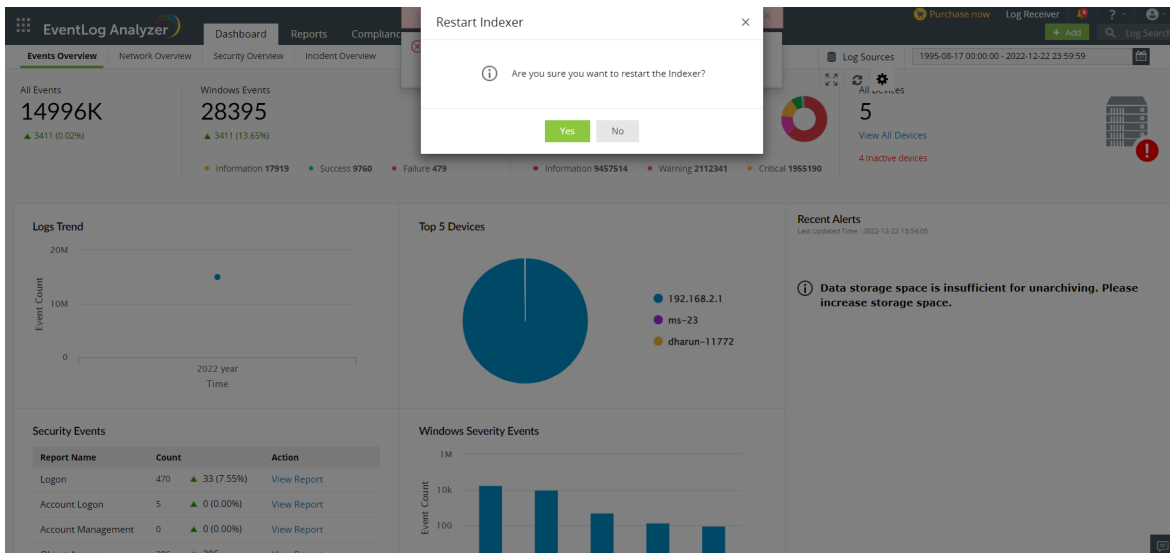 EventLog Analyzer
Dashboard
Reports
Complianc
Purchase now
Log Receiver
?
+ Add
Log Search
Restart Indexer
×
Are you sure you want to restart the Indexer?
Yes
No
Events Overview
Network Overview
Security Overview
Incident Overview
Log Sources
1995-08-17 00:00:00 - 2022-12-22 23:59:59
All Events
14996K
▲ 3411 (0.02%)
Windows Events
28395
▲ 3411 (13.65%)
Information 17919
Success 9760
Failure 479
Information 9457514
Warning 2112341
Critical 1955190
5
View All Devices
4 Inactive devices
Logs Trend
20M
10M
0
Event Count
2022 year
Time
Top 5 Devices
192.168.2.1
ms-23
dharun-11772
Recent Alerts
Last Updated Time : 2022-12-22 13:54:05
Data storage space is insufficient for unarchiving. Please
increase storage space.
Security Events
Report Name Count Action
Logon 470 ▲ 33 (7.55%) View Report
Account Logon 5 ▲ 0 (0.00%) View Report
Account Management 0 ▲ 0 (0.00%) View Report
Windows Severity Events
1M
10k
100
Event Count